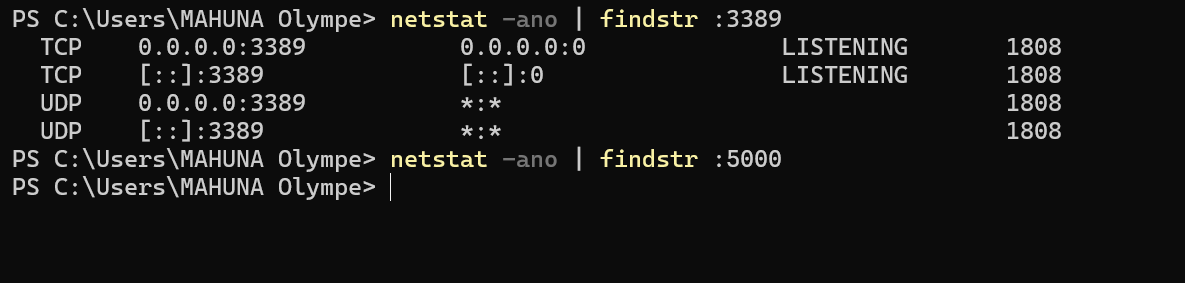 PS C:\Users\MAHUNA Olympe> netstat -ano | findstr :3389
TCP 0.0.0.0:3389 0.0.0.0:0 LISTENING 1808
TCP [::]:3389 [::]:0 LISTENING 1808
UDP 0.0.0.0:3389 *:* 1808
UDP [::]:3389 *:* 1808
PS C:\Users\MAHUNA Olympe> netstat -ano | findstr :5000
PS C:\Users\MAHUNA Olympe>